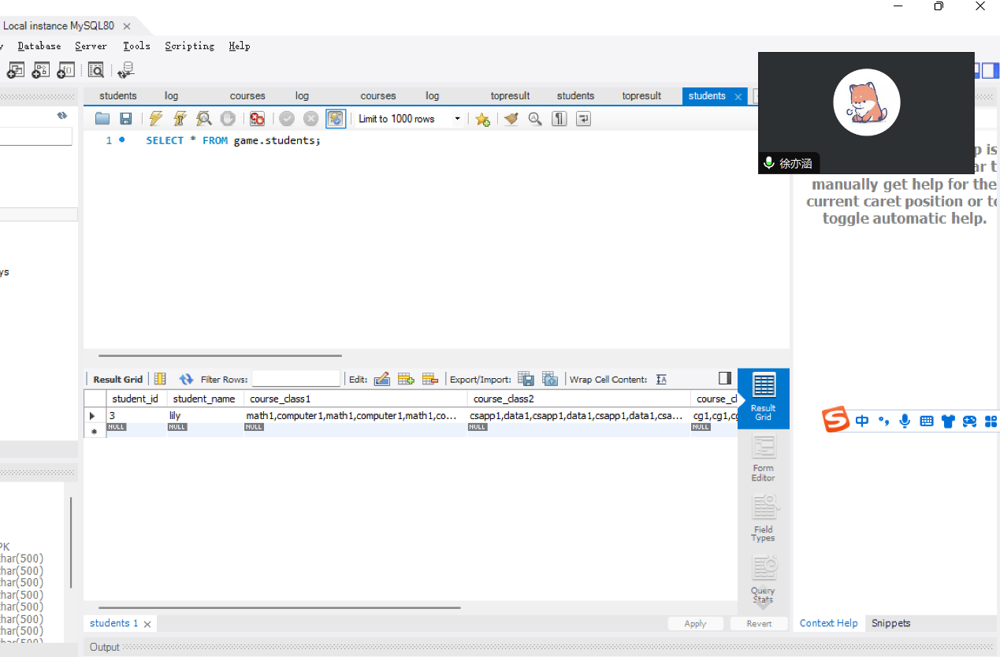 Local instance MySQL80
Database Server Tools Scripting Help
students log courses log courses log topresult students topresult students
Limit to 1000 rows
1 SELECT * FROM game.students;
徐亦涵
p is
ar t
manually get help for the
current caret position or to
toggle automatic help.
ys
Result Grid Filter Rows: Edit: Export/Import: Wrap Cell Content:
student_id student_name course_class1 course_class2 course_cl
3 lily math1,computer1,math1,computer1,math1,co... csapp1,data1,csapp1,data1,csapp1,data1,csa... cg1,cg1,cg
NULL NULL NULL NULL NULL
Result
Grid
Form
Editor
Field
Types
Query
Stats
中
PK
har(500)
har(500)
har(500)
har(500)
har(500)
har(500)
har(500)
har(500)
students 1
Apply Revert
Context Help Snippets
Output